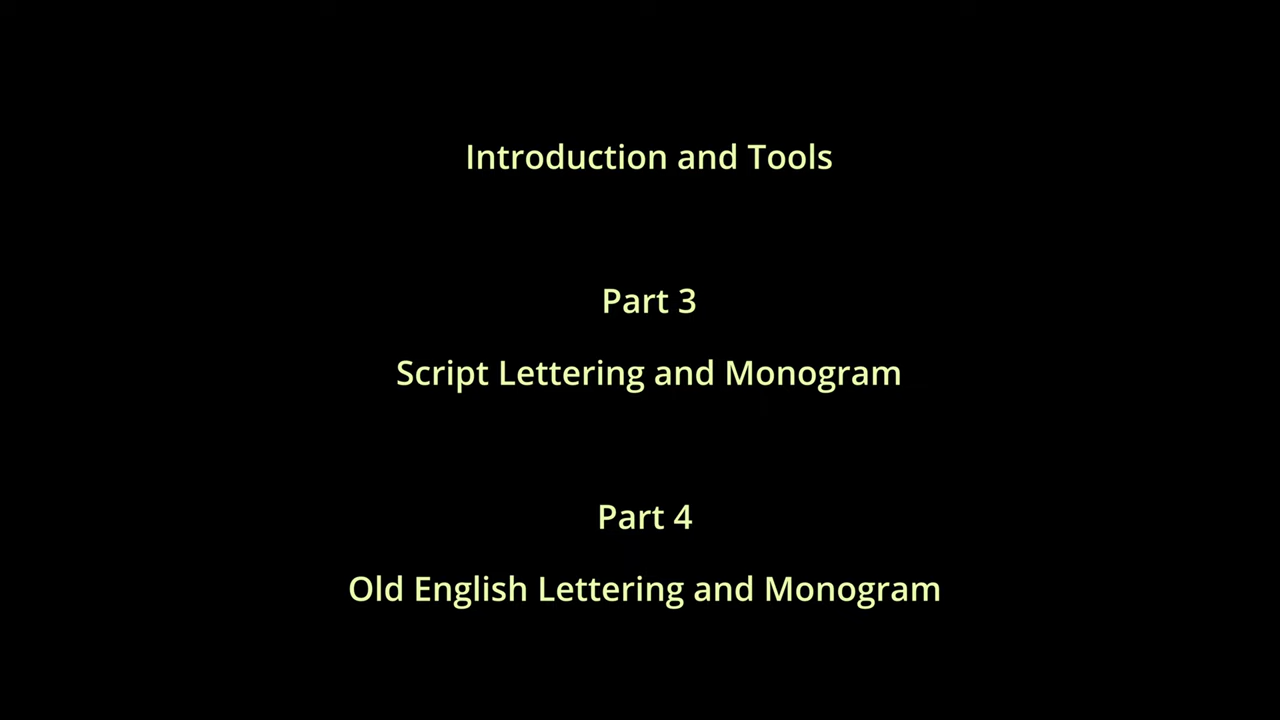 Introduction and Tools
Part 3
Script Lettering and Monogram
Part 4
Old English Lettering and Monogram